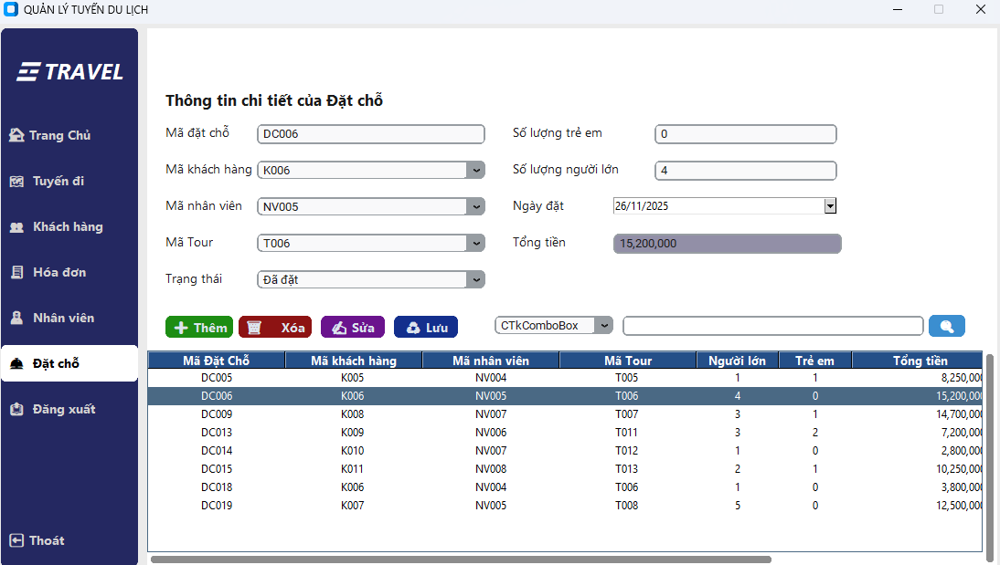 QUẢN LÝ TUYẾN DU LỊCH
TRAVEL
Trang Chủ
Tuyến đi
Khách hàng
Hóa đơn
Nhân viên
Đặt chỗ
Đăng xuất
Thoát
Thông tin chi tiết của Đặt chỗ
Mã đặt chỗ DC006 Số lượng trẻ em 0
Mã khách hàng K006 Số lượng người lớn 4
Mã nhân viên NV005 Ngày đặt 26/11/2025
Mã Tour T006 Tổng tiền 15,200,000
Trạng thái Đã đặt
Thêm Xóa Sửa Lưu CTkComboBox
Mã Đặt Chỗ Mã khách hàng Mã nhân viên Mã Tour Người lớn Trẻ em Tổng tiền
DC005 K005 NV004 T005 1 1 8,250,000
DC006 K006 NV005 T006 4 0 15,200,000
DC009 K008 NV007 T007 3 1 14,700,000
DC013 K009 NV006 T011 3 2 7,200,000
DC014 K010 NV007 T012 1 0 2,800,000
DC015 K011 NV008 T013 2 1 10,250,000
DC018 K006 NV004 T006 1 0 3,800,000
DC019 K007 NV005 T008 5 0 12,500,000